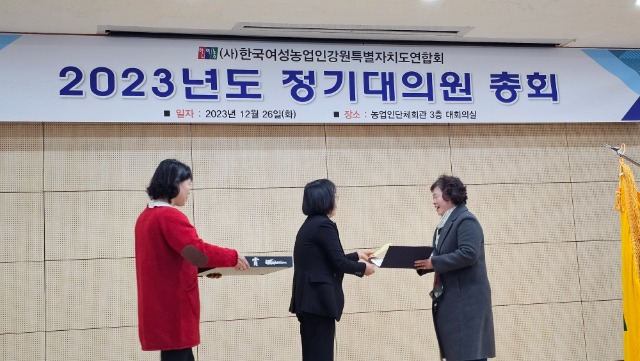 (사)한국여성농업인강원특별자치도연합회
2023년도 정기대의원 총회
■ 일자 : 2023년 12월 26일(화) ■ 장소 : 농업인단체회관 3층 대회의실